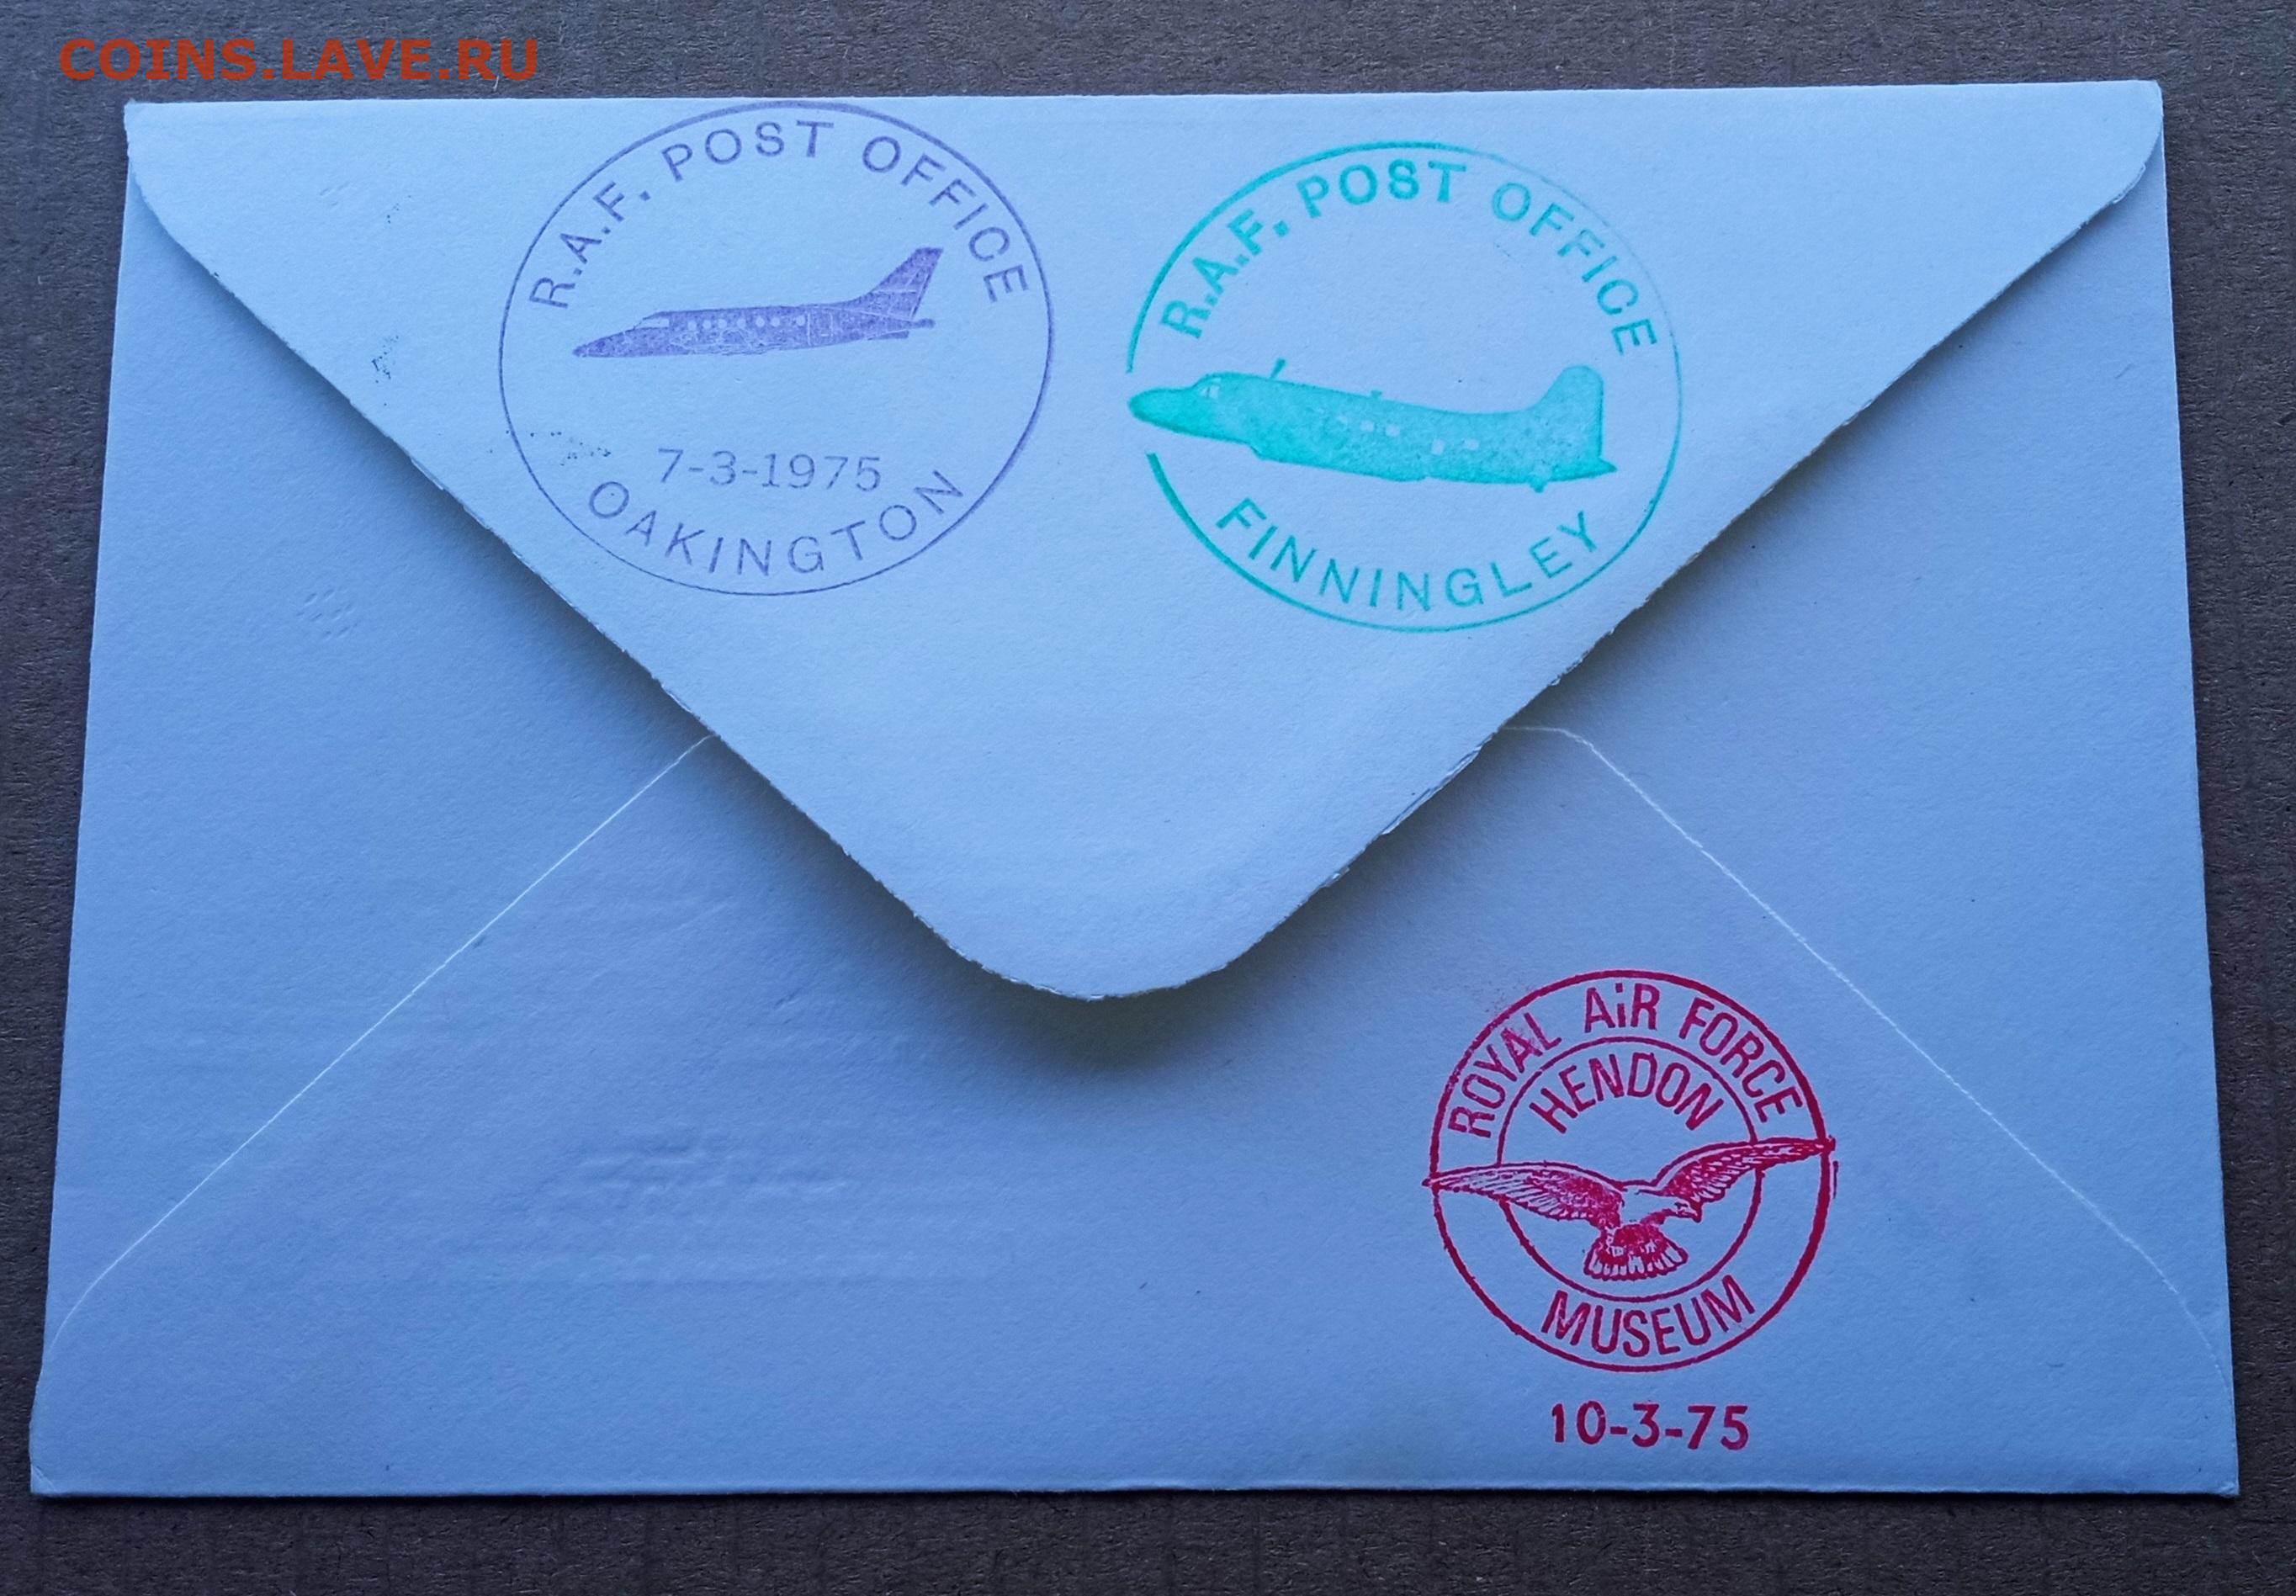 COINS.LAVE.RU
R.A.F. POST OFFICE
7-3-1975
OAKINGTON
R.A.F. POST OFFICE
FINNINGLEY
ROYAL AiR FORCE
HENDON
MUSEUM
10-3-75